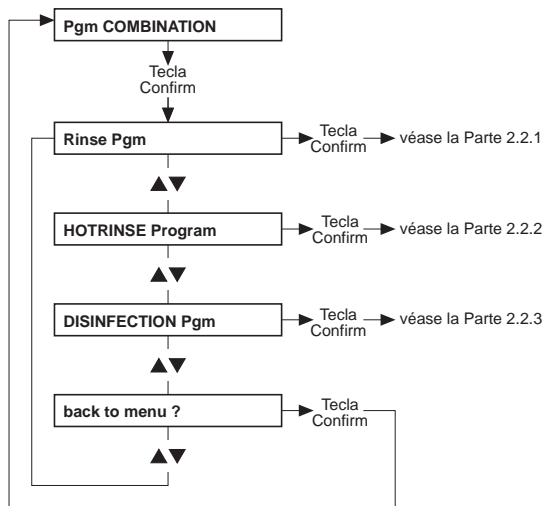 Pgm COMBINATION
Tecla
Confirm
Rinse Pgm
Tecla
Confirm
véase la Parte 2.2.1
▲▼
HOTRINSE Program
Tecla
Confirm
véase la Parte 2.2.2
▲▼
DISINFECTION Pgm
Tecla
Confirm
véase la Parte 2.2.3
▲▼
back to menu ?
Tecla
Confirm
▲▼